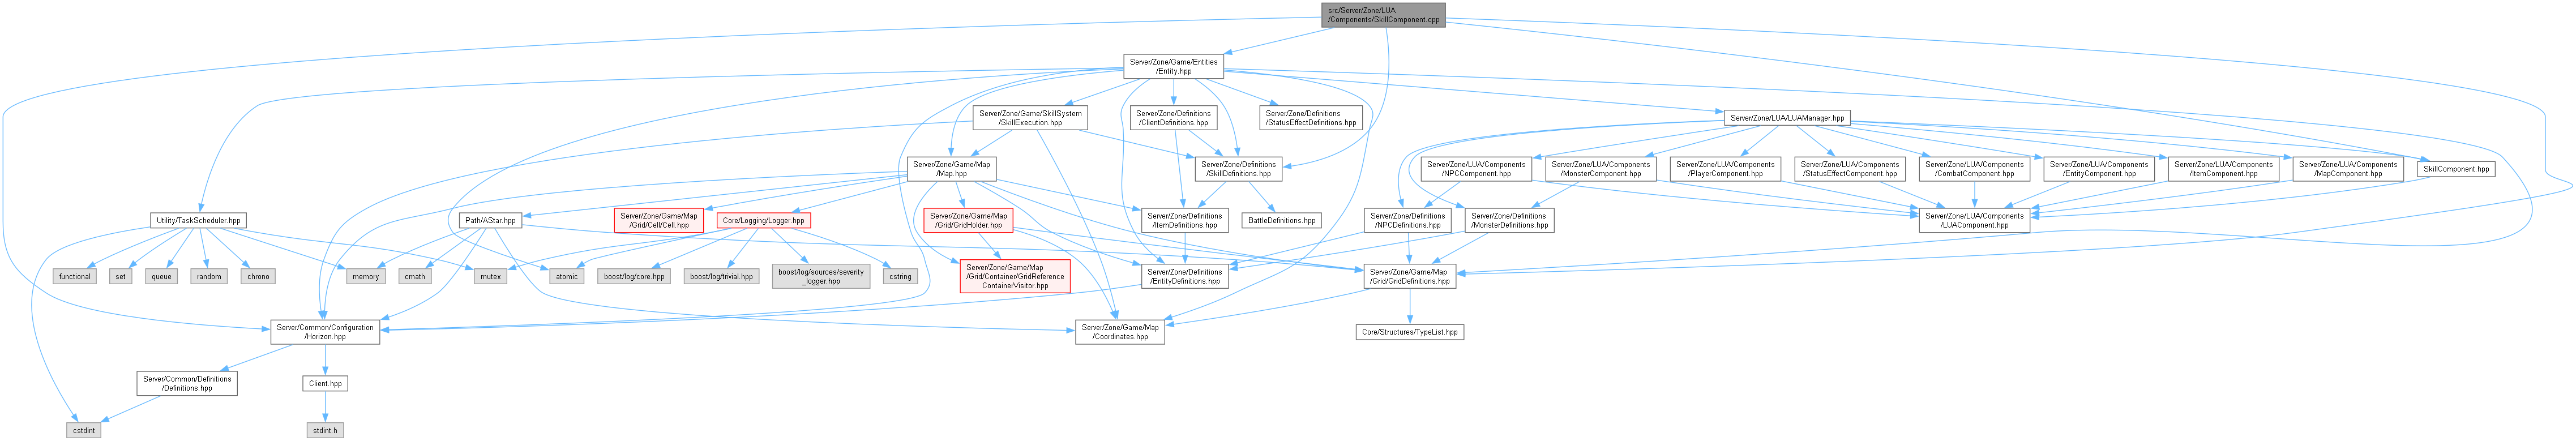 src/Server/Zone/LUA
/Components/SkillComponent.cpp
Server/Zone/Game/Entities
/Entity.hpp
Server/Zone/Game/SkillSystem
/SkillExecution.hpp
Server/Zone/Definitions
/ClientDefinitions.hpp
Server/Zone/Definitions
/StatusEffectDefinitions.hpp
Server/Zone/LUA/LUAManager.hpp
Server/Zone/Game/Map
/Map.hpp
Server/Zone/Definitions
/SkillDefinitions.hpp
Server/Zone/LUA/Components
/NPCComponent.hpp
Server/Zone/LUA/Components
/MonsterComponent.hpp
Server/Zone/LUA/Components
/PlayerComponent.hpp
Server/Zone/LUA/Components
/StatusEffectComponent.hpp
Server/Zone/LUA/Components
/CombatComponent.hpp
Server/Zone/LUA/Components
/EntityComponent.hpp
Server/Zone/LUA/Components
/ItemComponent.hpp
Server/Zone/LUA/Components
/MapComponent.hpp
SkillComponent.hpp
Utility/TaskScheduler.hpp
Path/AStar.hpp
Server/Zone/Game/Map
/Grid/Cell/Cell.hpp
Core/Logging/Logger.hpp
Server/Zone/Game/Map
/Grid/GridHolder.hpp
Server/Zone/Definitions
/ItemDefinitions.hpp
BattleDefinitions.hpp
Server/Zone/Definitions
/NPCDefinitions.hpp
Server/Zone/Definitions
/MonsterDefinitions.hpp
Server/Zone/LUA/Components
/LUAComponent.hpp
functional
set
queue
random
chrono
memory
cmath
mutex
atomic
boost/log/core.hpp
boost/log/trivial.hpp
boost/log/sources/severity
_logger.hpp
cstring
Server/Zone/Game/Map
/Grid/Container/GridReference
ContainerVisitor.hpp
Server/Zone/Definitions
/EntityDefinitions.hpp
Server/Zone/Game/Map
/Grid/GridDefinitions.hpp
Server/Common/Configuration
/Horizon.hpp
Server/Zone/Game/Map
/Coordinates.hpp
Core/Structures/TypeList.hpp
Server/Common/Definitions
/Definitions.hpp
Client.hpp
cstdint
stdint.h